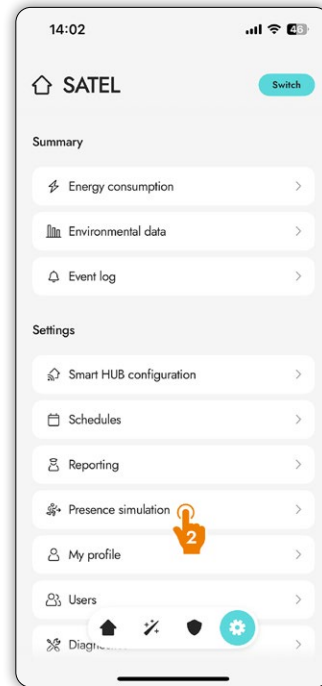 14:02
48
SATEL
Switch
Summary
Energy consumption
Environmental data
Event log
Settings
Smart HUB configuration
Schedules
Reporting
Presence simulation
2
My profile
Users